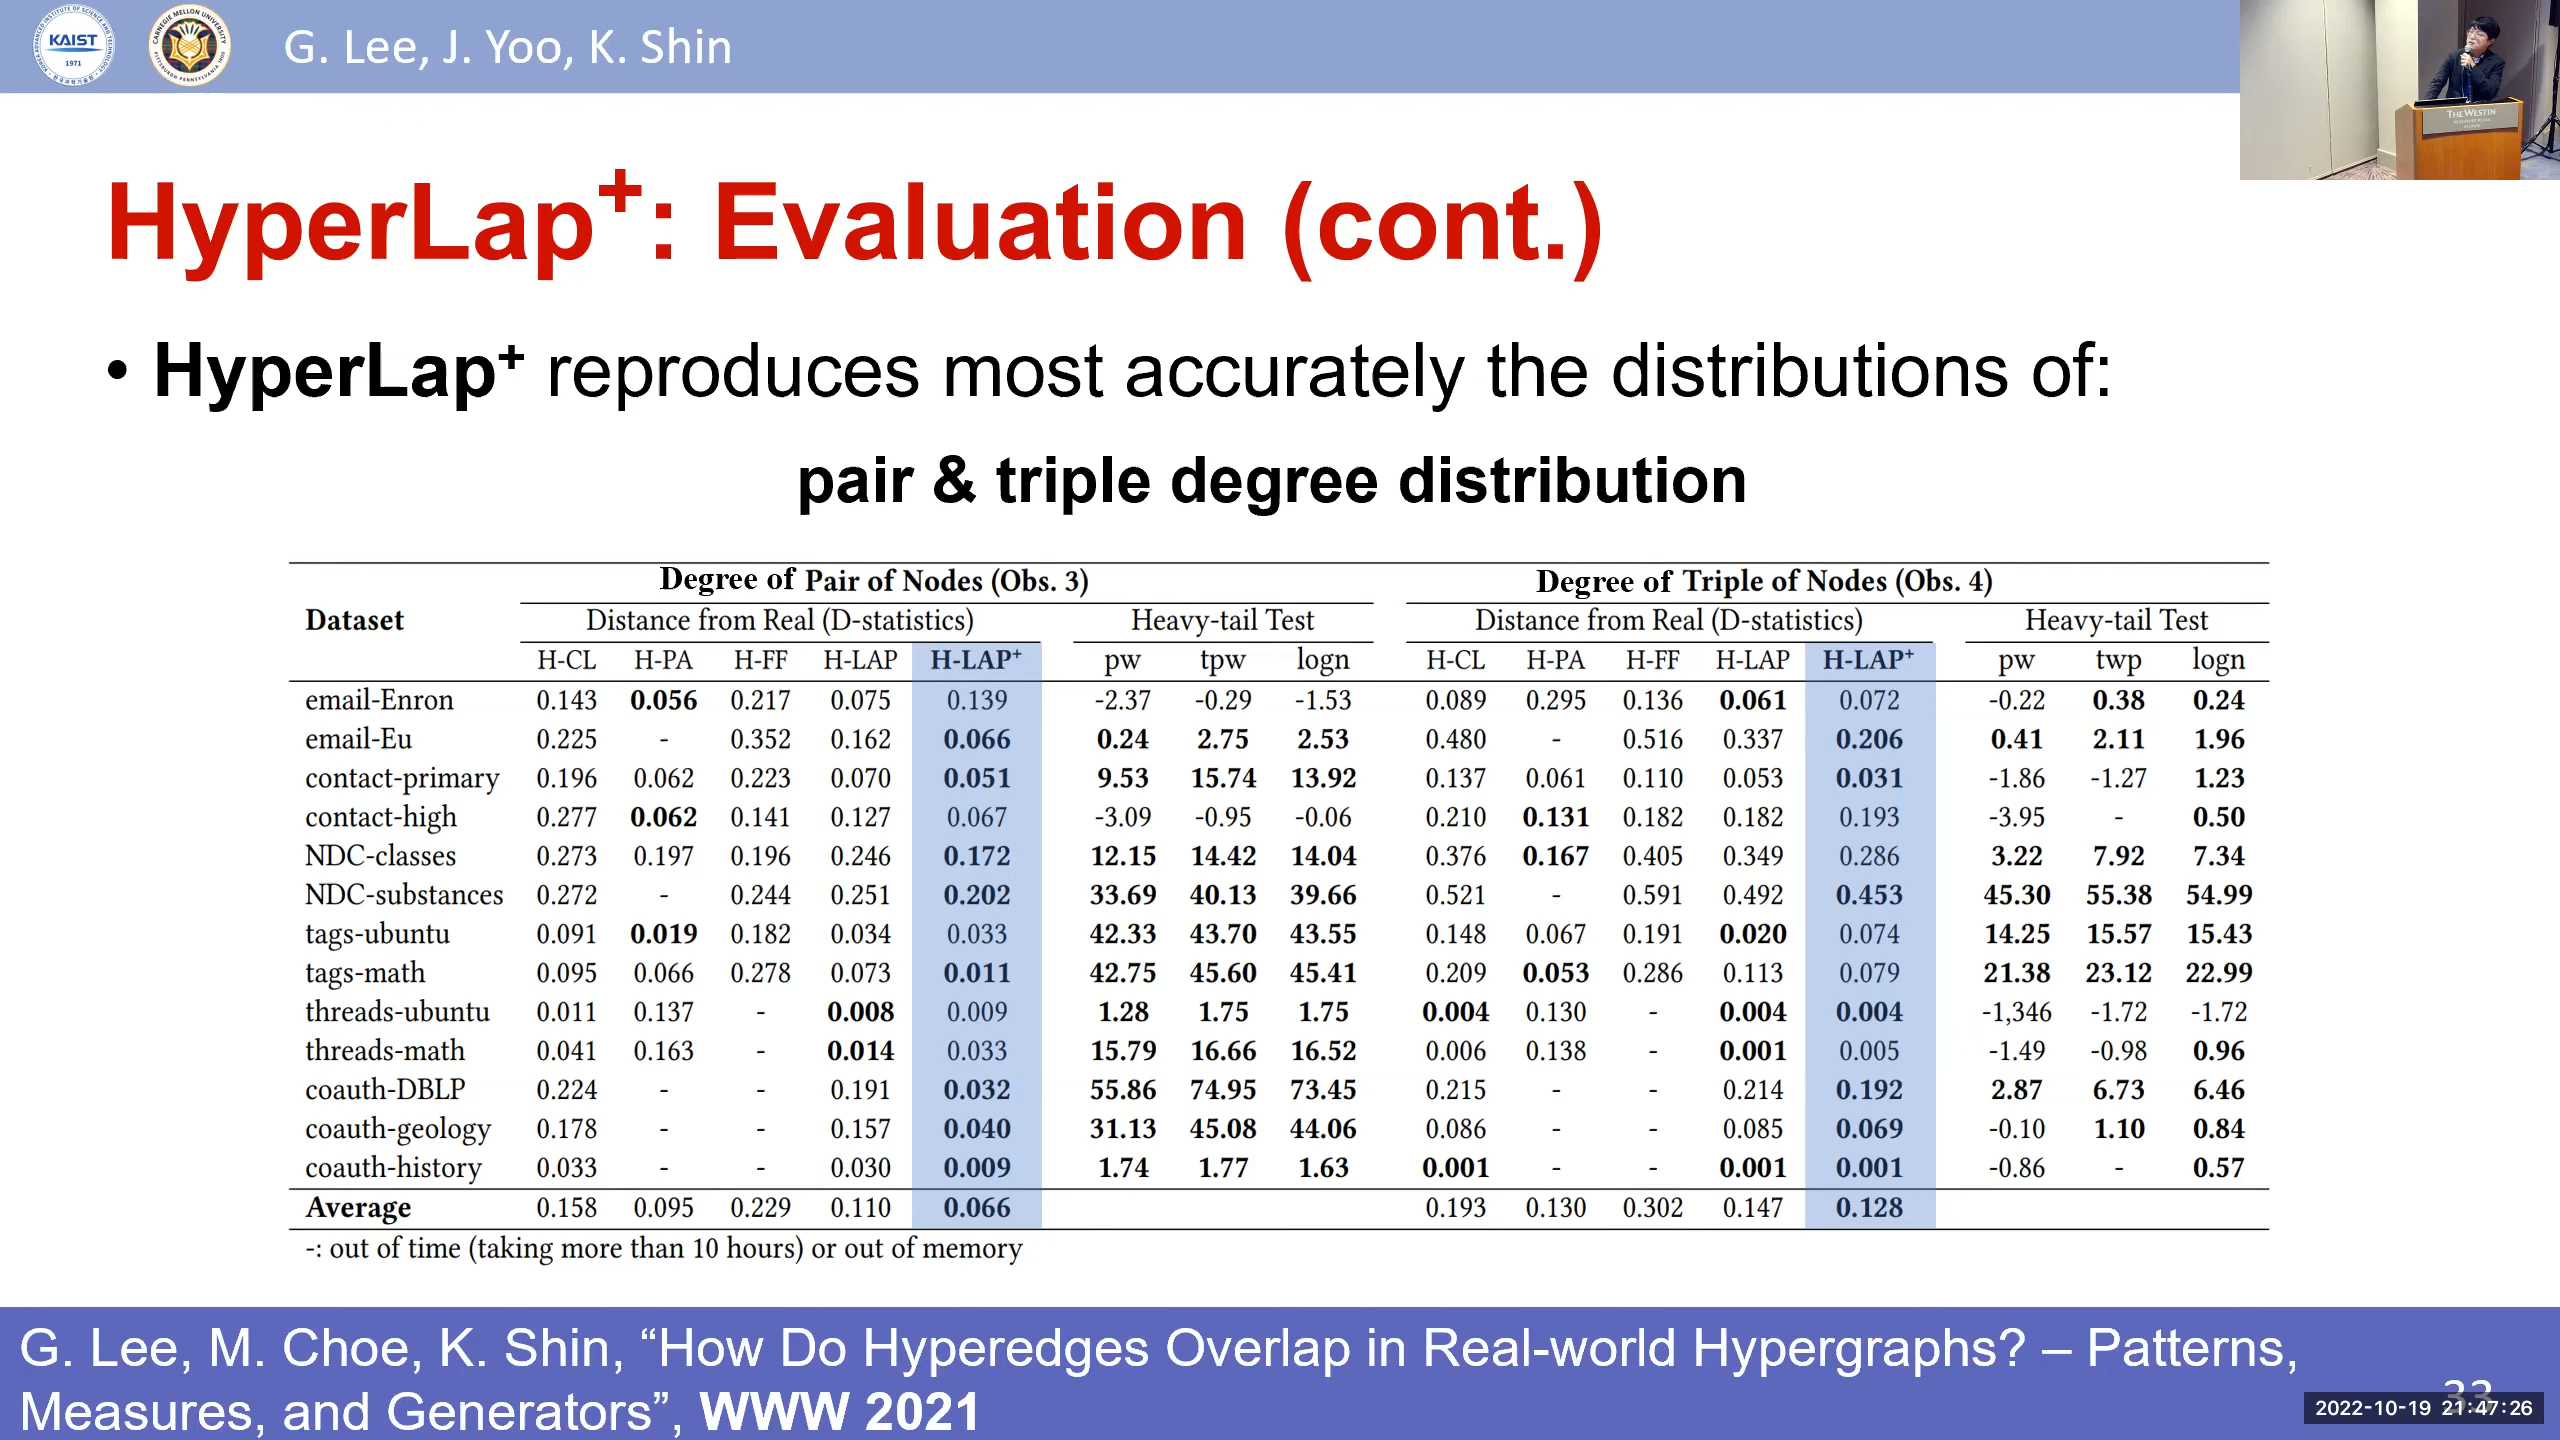 KAIST
1971
CARNEGIE MELLON UNIVERSITY
G. Lee, J. Yoo, K. Shin
THE WESTIN
HyperLap+: Evaluation (cont.)
• HyperLap+ reproduces most accurately the distributions of:
pair & triple degree distribution
Degree of Pair of Nodes (Obs. 3) Degree of Triple of Nodes (Obs. 4)
Dataset Distance from Real (D-statistics) Heavy-tail Test Distance from Real (D-statistics) Heavy-tail Test
H-CL H-PA H-FF H-LAP H-LAP+ pw tpw logn H-CL H-PA H-FF H-LAP H-LAP+ pw twp logn
email-Enron 0.143 0.056 0.217 0.075 0.139 -2.37 -0.29 -1.53 0.089 0.295 0.136 0.061 0.072 -0.22 0.38 0.24
email-Eu 0.225 - 0.352 0.162 0.066 0.24 2.75 2.53 0.480 - 0.516 0.337 0.206 0.41 2.11 1.96
contact-primary 0.196 0.062 0.223 0.070 0.051 9.53 15.74 13.92 0.137 0.061 0.110 0.053 0.031 -1.86 -1.27 1.23
contact-high 0.277 0.062 0.141 0.127 0.067 -3.09 -0.95 -0.06 0.210 0.131 0.182 0.182 0.193 -3.95 - 0.50
NDC-classes 0.273 0.197 0.196 0.246 0.172 12.15 14.42 14.04 0.376 0.167 0.405 0.349 0.286 3.22 7.92 7.34
NDC-substances 0.272 - 0.244 0.251 0.202 33.69 40.13 39.66 0.521 - 0.591 0.492 0.453 45.30 55.38 54.99
tags-ubuntu 0.091 0.019 0.182 0.034 0.033 42.33 43.70 43.55 0.148 0.067 0.191 0.020 0.074 14.25 15.57 15.43
tags-math 0.095 0.066 0.278 0.073 0.011 42.75 45.60 45.41 0.209 0.053 0.286 0.113 0.079 21.38 23.12 22.99
threads-ubuntu 0.011 0.137 - 0.008 0.009 1.28 1.75 1.75 0.004 0.130 - 0.004 0.004 -1,346 -1.72 -1.72
threads-math 0.041 0.163 - 0.014 0.033 15.79 16.66 16.52 0.006 0.138 - 0.001 0.005 -1.49 -0.98 0.96
coauth-DBLP 0.224 - - 0.191 0.032 55.86 74.95 73.45 0.215 - - 0.214 0.192 2.87 6.73 6.46
coauth-geology 0.178 - - 0.157 0.040 31.13 45.08 44.06 0.086 - - 0.085 0.069 -0.10 1.10 0.84
coauth-history 0.033 - - 0.030 0.009 1.74 1.77 1.63 0.001 - - 0.001 0.001 -0.86 - 0.57
Average 0.158 0.095 0.229 0.110 0.066 0.193 0.130 0.302 0.147 0.128
-: out of time (taking more than 10 hours) or out of memory
G. Lee, M. Choe, K. Shin, “How Do Hyperedges Overlap in Real-world Hypergraphs? – Patterns,
Measures, and Generators”, WWW 2021
33
2022-10-19 21:47:26